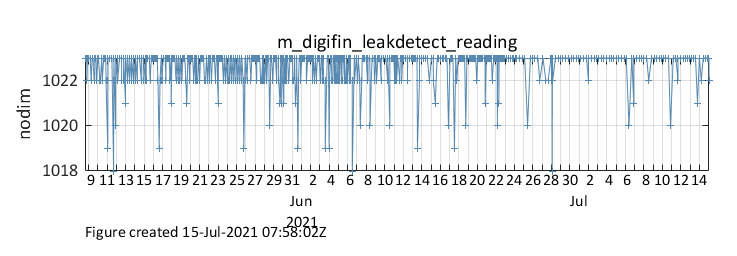 m_digifin_leakdetect_reading
nodim
1022
1020
1018
9 11 13 15 17 19 21 23 25 27 29 31 2 4 6 8 10 12 14 16 18 20 22 24 26 28 30 2 4 6 8 10 12 14
Jun Jul
2021
Figure created 15-Jul-2021 07:58:02Z